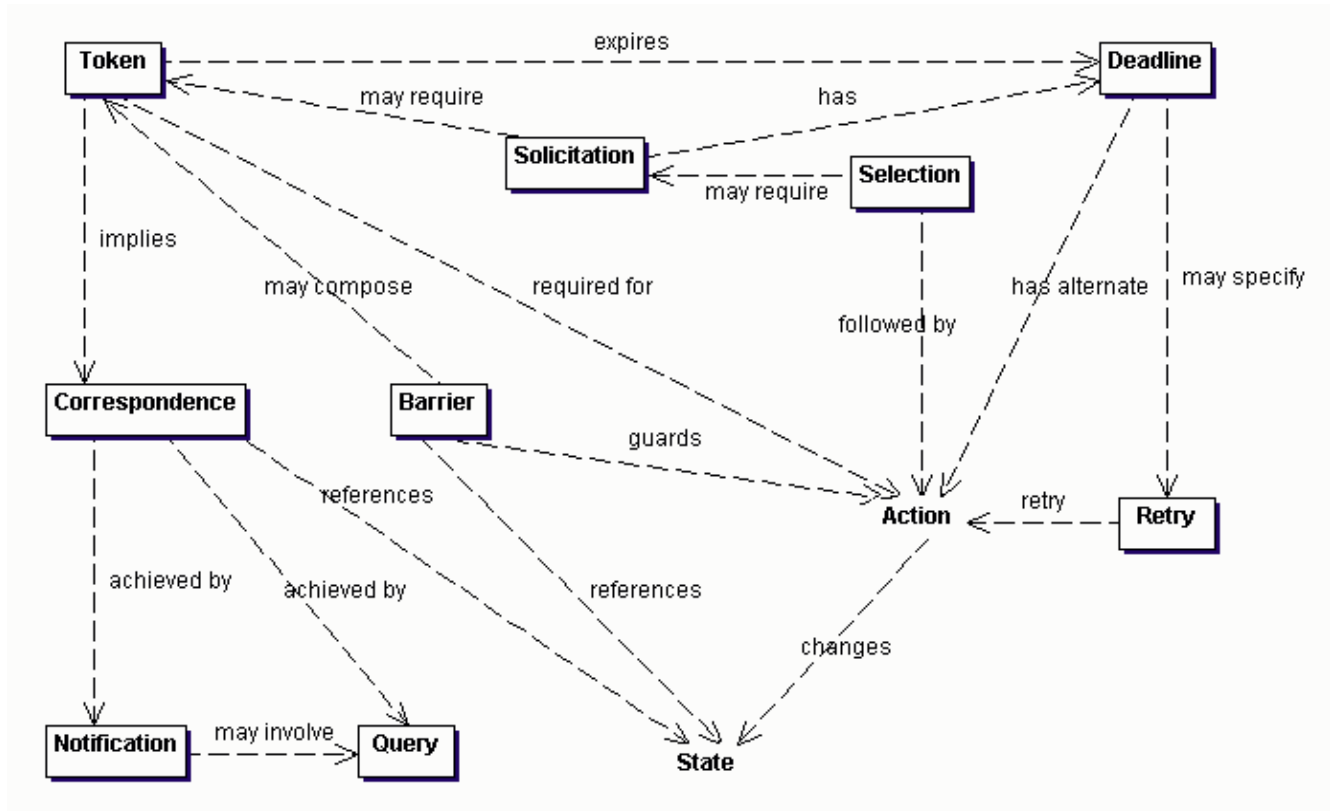 expires
Token
Deadline
may require
has
Solicitation
Selection
may require
implies
may compose
required for
has alternate
may specify
followed by
Correspondence
Barrier
guards
references
retry
Action
Retry
achieved by
achieved by
references
changes
Notification
may involve
Query
State